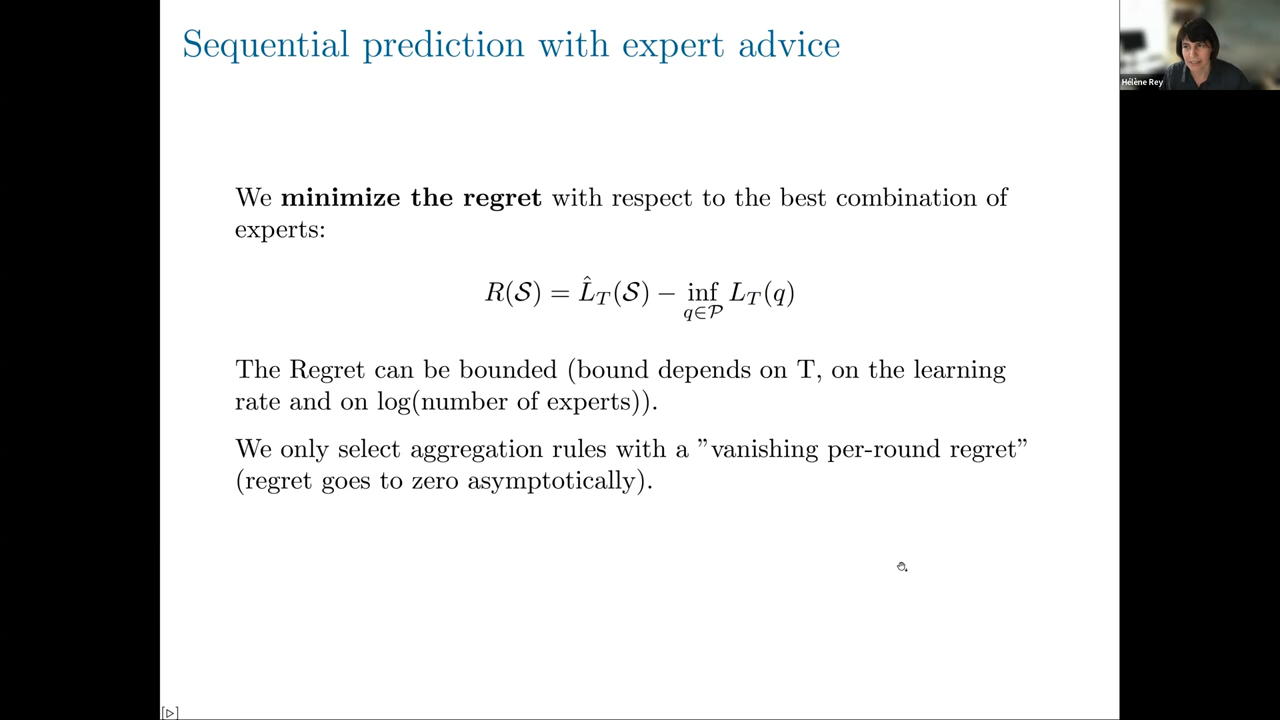 Sequential prediction with expert advice
Hélène Rey
We minimize the regret with respect to the best combination of
experts:
R(𝒮) = L̂_T(𝒮) − inf_{q∈𝒫} L_T(q)
The Regret can be bounded (bound depends on T, on the learning
rate and on log(number of experts)).
We only select aggregation rules with a ”vanishing per-round regret”
(regret goes to zero asymptotically).